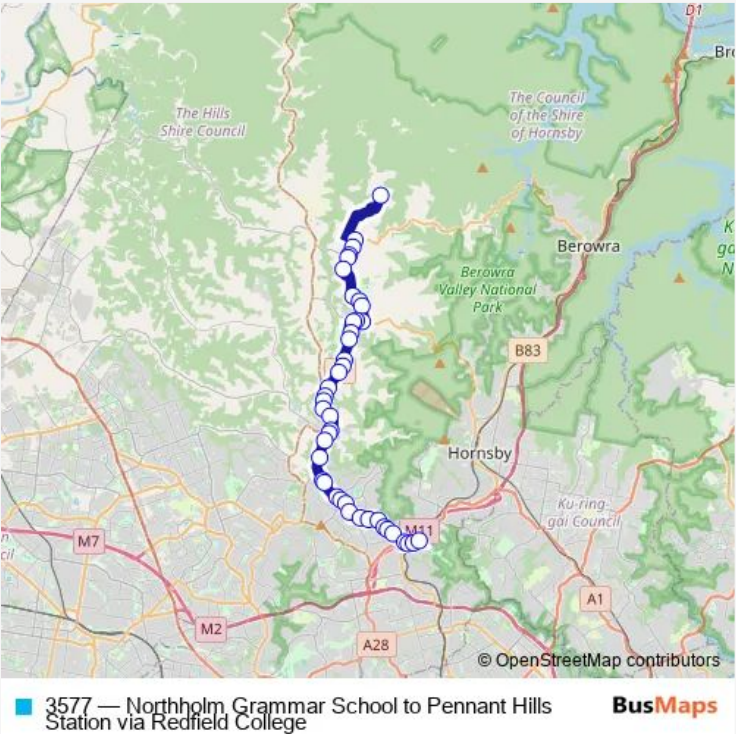 D1
Bro
The Hills
Shire Council
The Council
of the Shire
of Hornsby
Berowra
Berowra
Valley National
Park
B83
Hornsby
Ku-ring-
gai Council
M11
M7
cil
A1
M2
A28
© OpenStreetMap contributors
3577 — Northholm Grammar School to Pennant Hills
Station via Redfield College
BusMaps